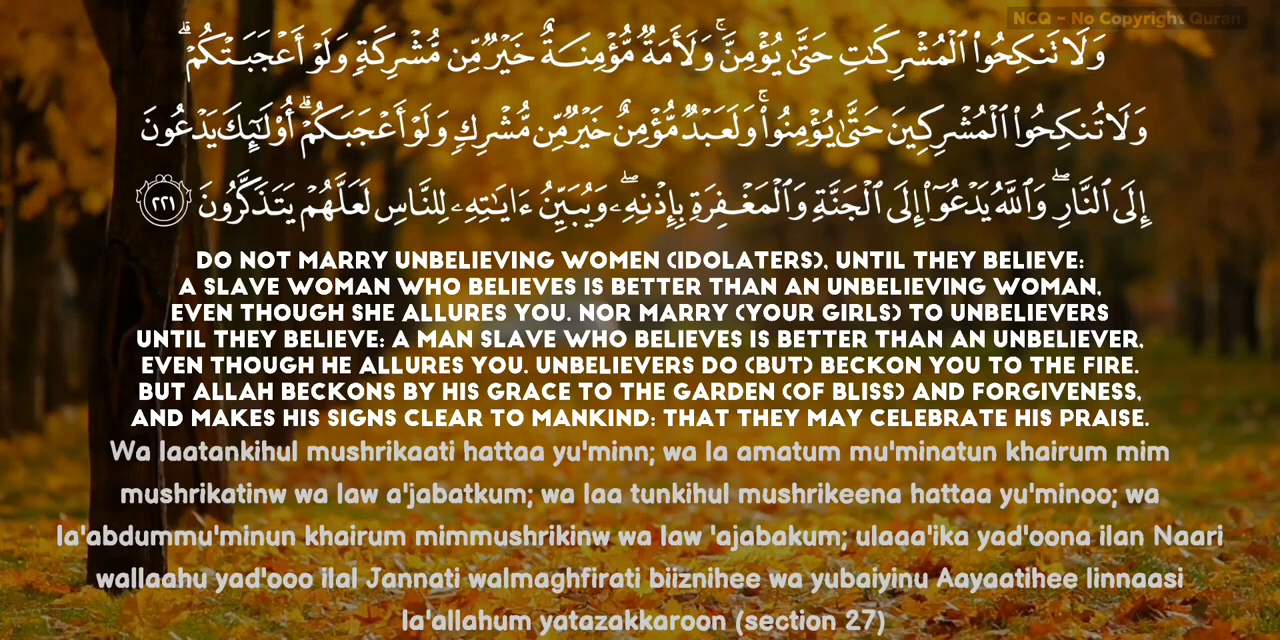 NCQ - No Copyright Quran
وَلَا تَنكِحُوا۟ ٱلْمُشْرِكَـٰتِ حَتَّىٰ يُؤْمِنَّ ۚ وَلَأَمَةٌ مُّؤْمِنَةٌ خَيْرٌ مِّن مُّشْرِكَةٍ وَلَوْ أَعْجَبَتْكُمْ ۗ
وَلَا تُنكِحُوا۟ ٱلْمُشْرِكِينَ حَتَّىٰ يُؤْمِنُوا۟ ۚ وَلَعَبْدٌ مُّؤْمِنٌ خَيْرٌ مِّن مُّشْرِكٍ وَلَوْ أَعْجَبَكُمْ ۗ أُو۟لَـٰٓئِكَ يَدْعُونَ
إِلَى ٱلنَّارِ ۖ وَٱللَّهُ يَدْعُوٓا۟ إِلَى ٱلْجَنَّةِ وَٱلْمَغْفِرَةِ بِإِذْنِهِۦ ۖ وَيُبَيِّنُ ءَايَـٰتِهِۦ لِلنَّاسِ لَعَلَّهُمْ يَتَذَكَّرُونَ ٢٢١
DO NOT MARRY UNBELIEVING WOMEN (IDOLATERS), UNTIL THEY BELIEVE:
A SLAVE WOMAN WHO BELIEVES IS BETTER THAN AN UNBELIEVING WOMAN,
EVEN THOUGH SHE ALLURES YOU. NOR MARRY (YOUR GIRLS) TO UNBELIEVERS
UNTIL THEY BELIEVE: A MAN SLAVE WHO BELIEVES IS BETTER THAN AN UNBELIEVER,
EVEN THOUGH HE ALLURES YOU. UNBELIEVERS DO (BUT) BECKON YOU TO THE FIRE.
BUT ALLAH BECKONS BY HIS GRACE TO THE GARDEN (OF BLISS) AND FORGIVENESS,
AND MAKES HIS SIGNS CLEAR TO MANKIND: THAT THEY MAY CELEBRATE HIS PRAISE.
Wa laatankihul mushrikaati hattaa yu'minn; wa la amatum mu'minatun khairum mim
mushrikatinw wa law a'jabatkum; wa laa tunkihul mushrikeena hattaa yu'minoo; wa
la'abdummu'minun khairum mimmushrikinw wa law 'ajabakum; ulaaa'ika yad'oona ilan Naari
wallaahu yad'ooo ilal Jannati walmaghfirati biiznihee wa yubaiyinu Aayaatihee linnaasi
la'allahum yatazakkaroon (section 27)